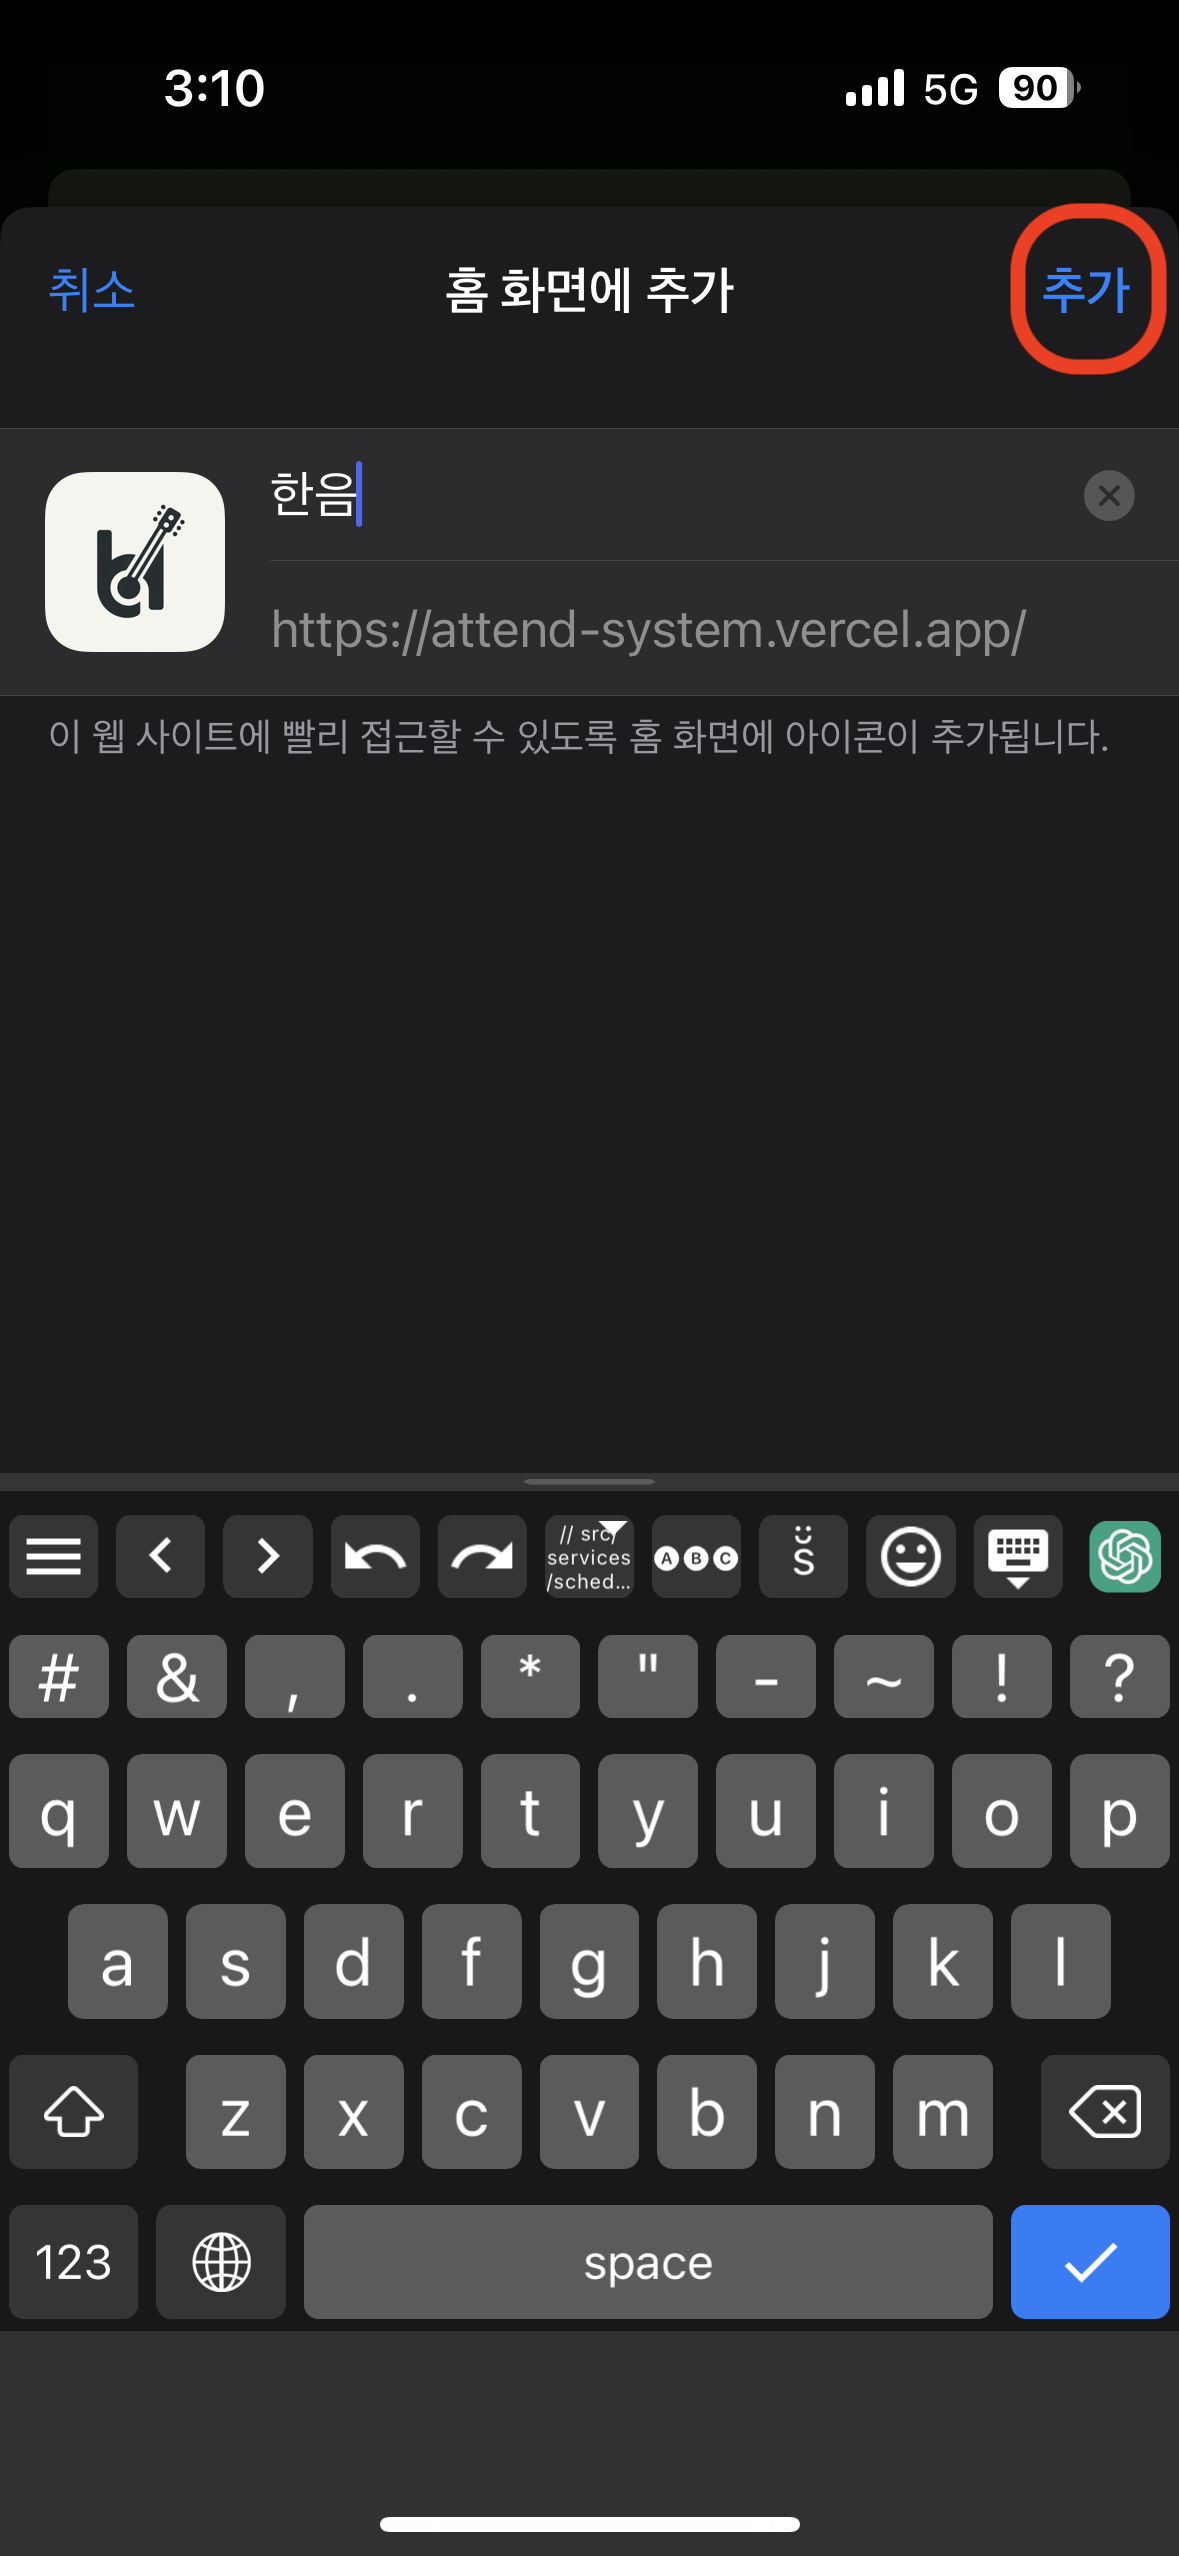 3:10 5G 90
취소 홈 화면에 추가 추가
한음
https://attend-system.vercel.app/
이 웹 사이트에 빨리 접근할 수 있도록 홈 화면에 아이콘이 추가됩니다.
// src/
services
/sched...
A B C
s̆̈
# & , . * " - ~ ! ?
q w e r t y u i o p
a s d f g h j k l
z x c v b n m
123 space